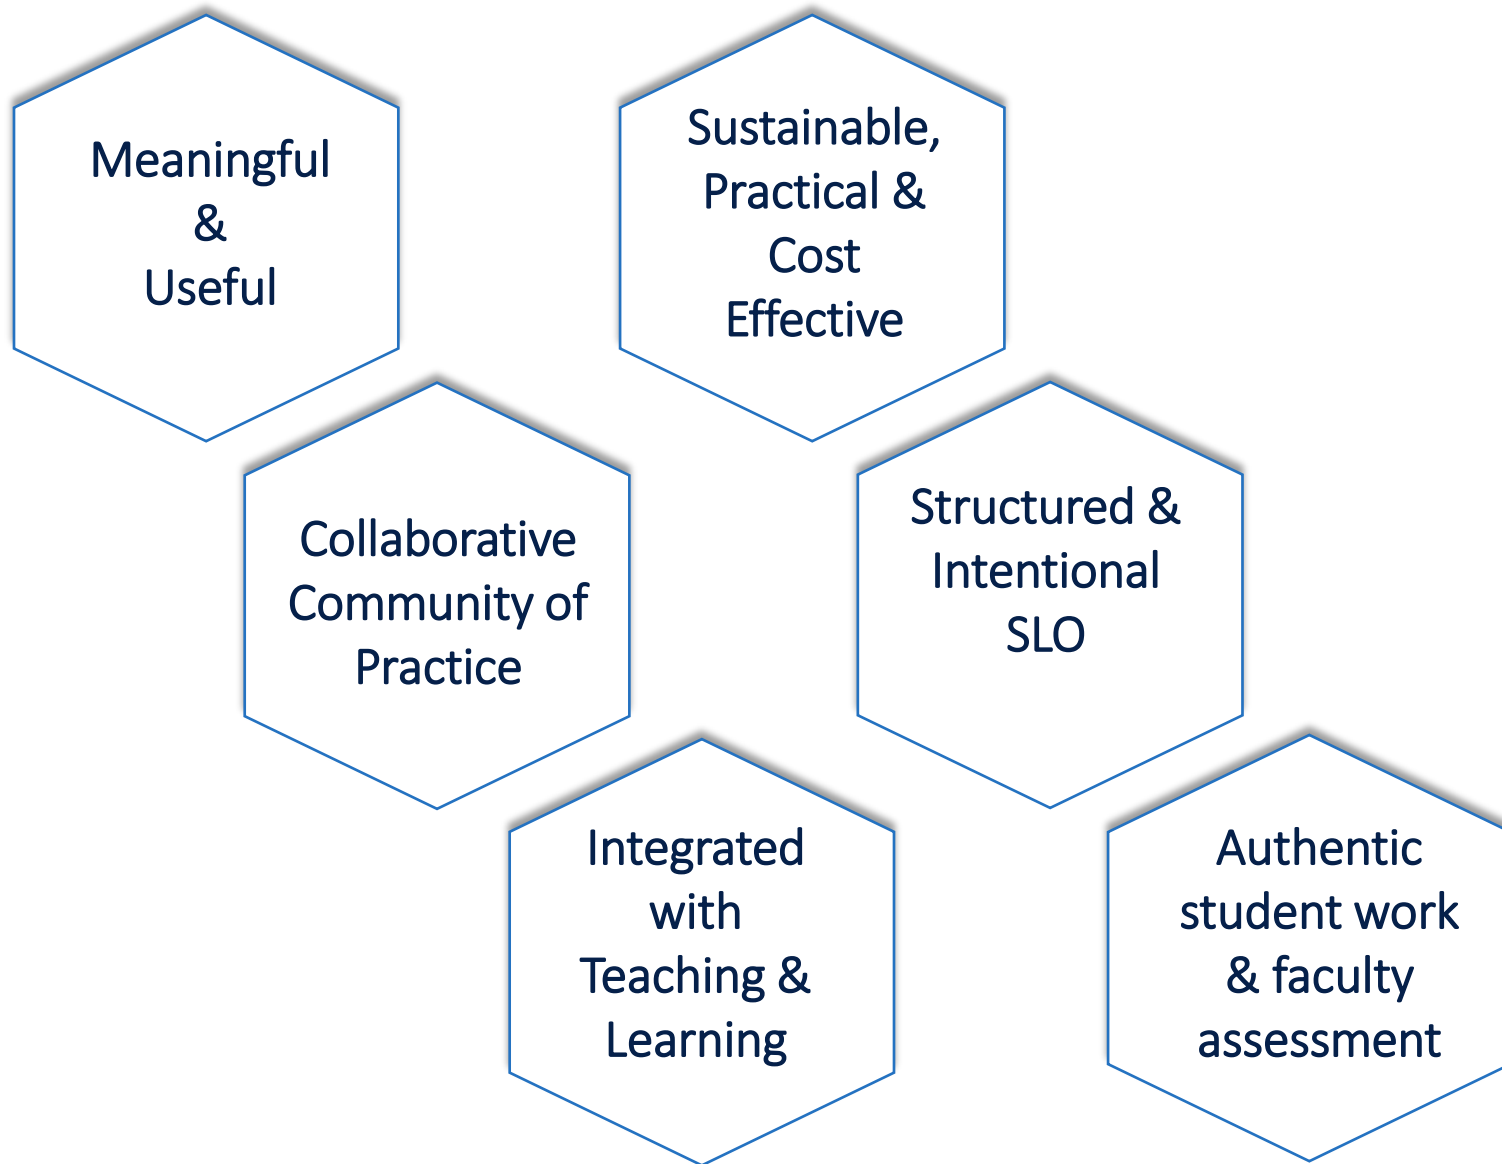 Meaningful
&
Useful
Sustainable,
Practical &
Cost
Effective
Collaborative
Community of
Practice
Structured &
Intentional
SLO
Integrated
with
Teaching &
Learning
Authentic
student work
& faculty
assessment